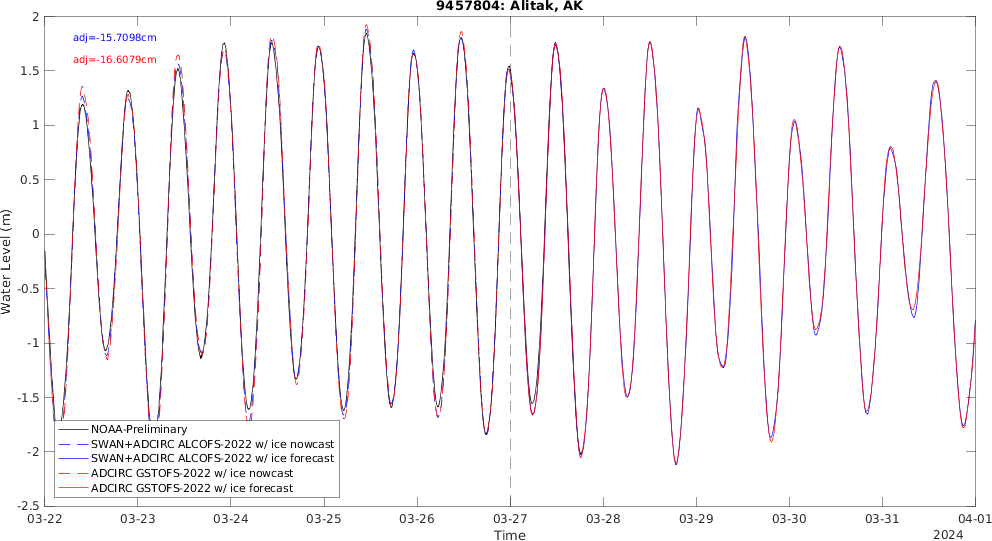 9457804: Alitak, AK
adj=-15.7098cm
adj=-16.6079cm
2
1.5
1
0.5
0
-0.5
-1
-1.5
-2
-2.5
Water Level (m)
NOAA-Preliminary
SWAN+ADCIRC ALCOFS-2022 w/ ice nowcast
SWAN+ADCIRC ALCOFS-2022 w/ ice forecast
ADCIRC GSTOFS-2022 w/ ice nowcast
ADCIRC GSTOFS-2022 w/ ice forecast
03-22 03-23 03-24 03-25 03-26 03-27 03-28 03-29 03-30 03-31 04-01
Time
2024